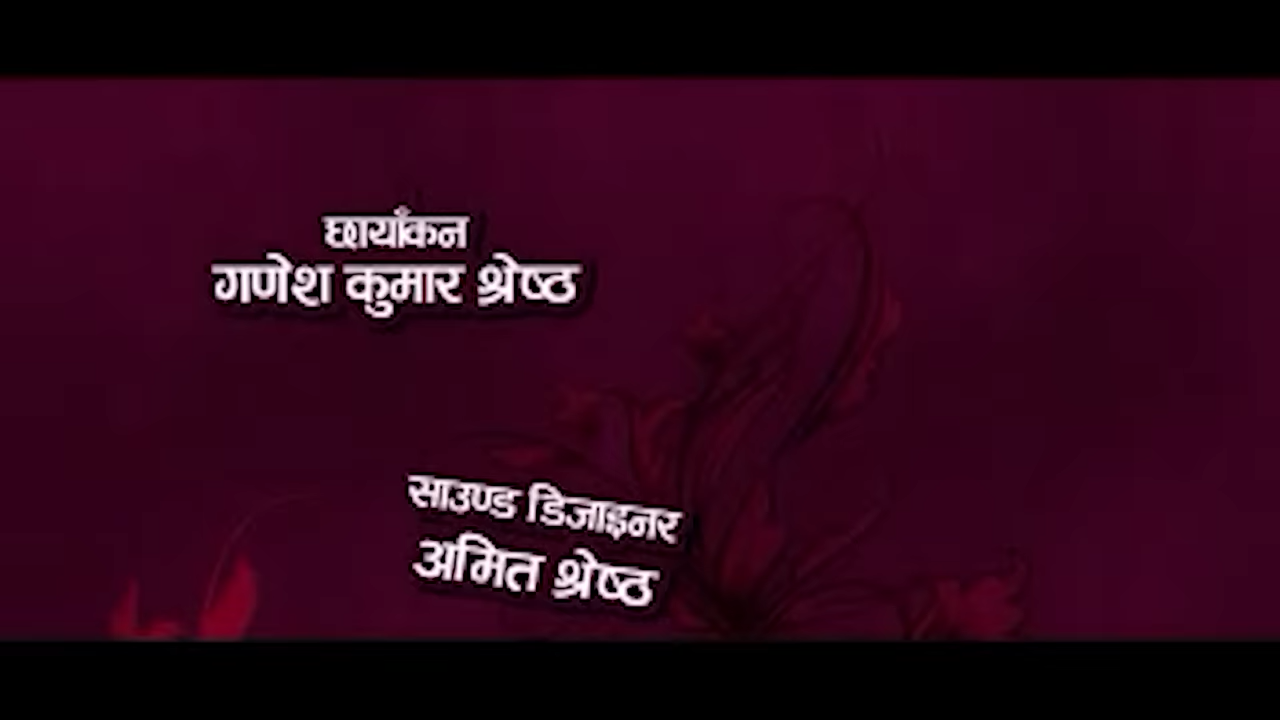 छायाँकन
गणेश कुमार श्रेष्ठ
साउण्ड डिजाइनर
अमित श्रेष्ठ